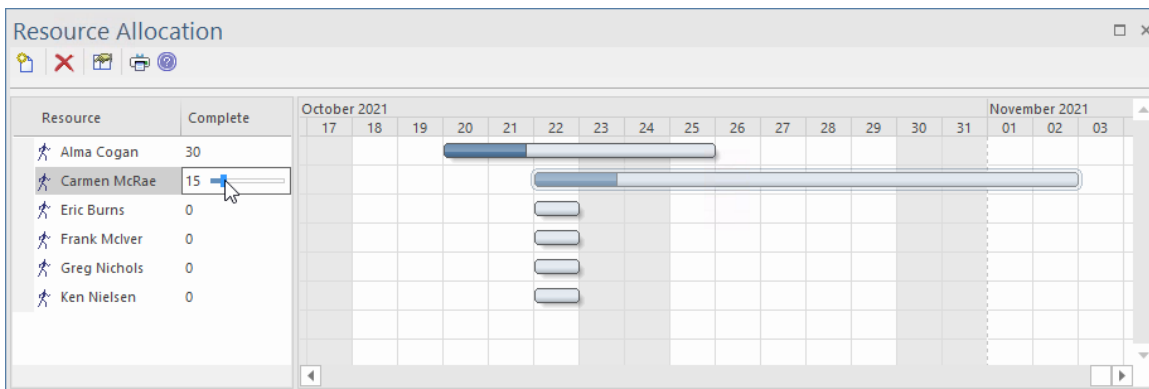 Resource Allocation
October 2021 November 2021
Resource Complete 17 18 19 20 21 22 23 24 25 26 27 28 29 30 31 01 02 03
Alma Cogan 30
Carmen McRae 15
Eric Burns 0
Frank McIver 0
Greg Nichols 0
Ken Nielsen 0